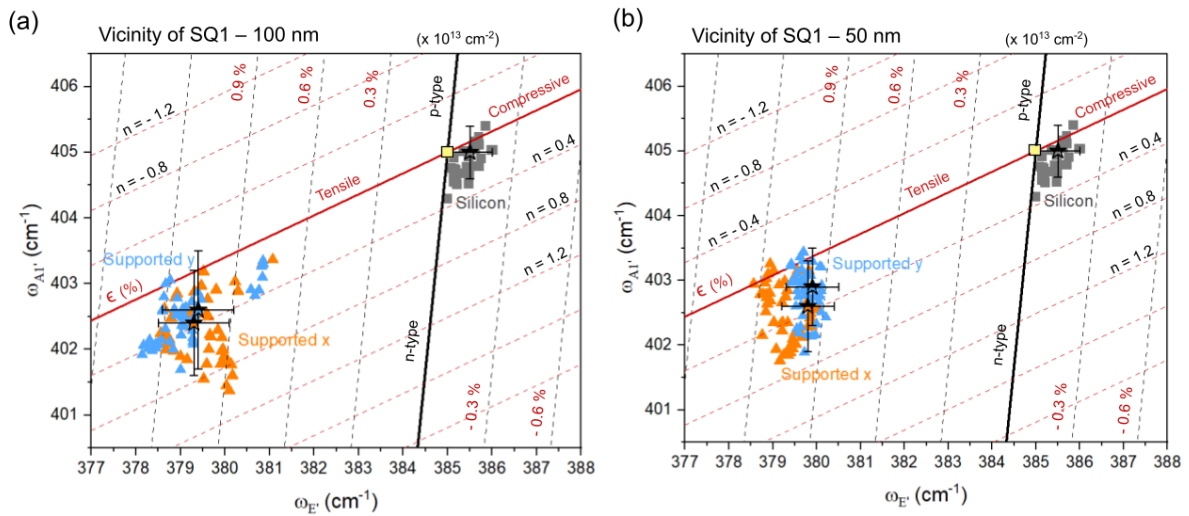 (a)
Vicinity of SQ1 – 100 nm
(x 10¹³ cm⁻²)
406
405
404
403
402
401
ω_A1' (cm⁻¹)
n = - 1.2
n = - 0.8
0.9 %
0.6 %
0.3 %
p-type
Compressive
n = 0.4
Tensile
Silicon
n = 0.8
n = 1.2
Supported y
ϵ (%)
Supported x
n-type
- 0.3 %
- 0.6 %
377 378 379 380 381 382 383 384 385 386 387 388
ω_E' (cm⁻¹)
(b)
Vicinity of SQ1 – 50 nm
(x 10¹³ cm⁻²)
406
405
404
403
402
401
ω_A1' (cm⁻¹)
n = - 1.2
n = - 0.8
n = - 0.4
0.9 %
0.6 %
0.3 %
p-type
Compressive
n = 0.4
Tensile
Silicon
n = 0.8
n = 1.2
Supported y
ϵ (%)
Supported x
n-type
- 0.3 %
- 0.6 %
377 378 379 380 381 382 383 384 385 386 387 388
ω_E' (cm⁻¹)